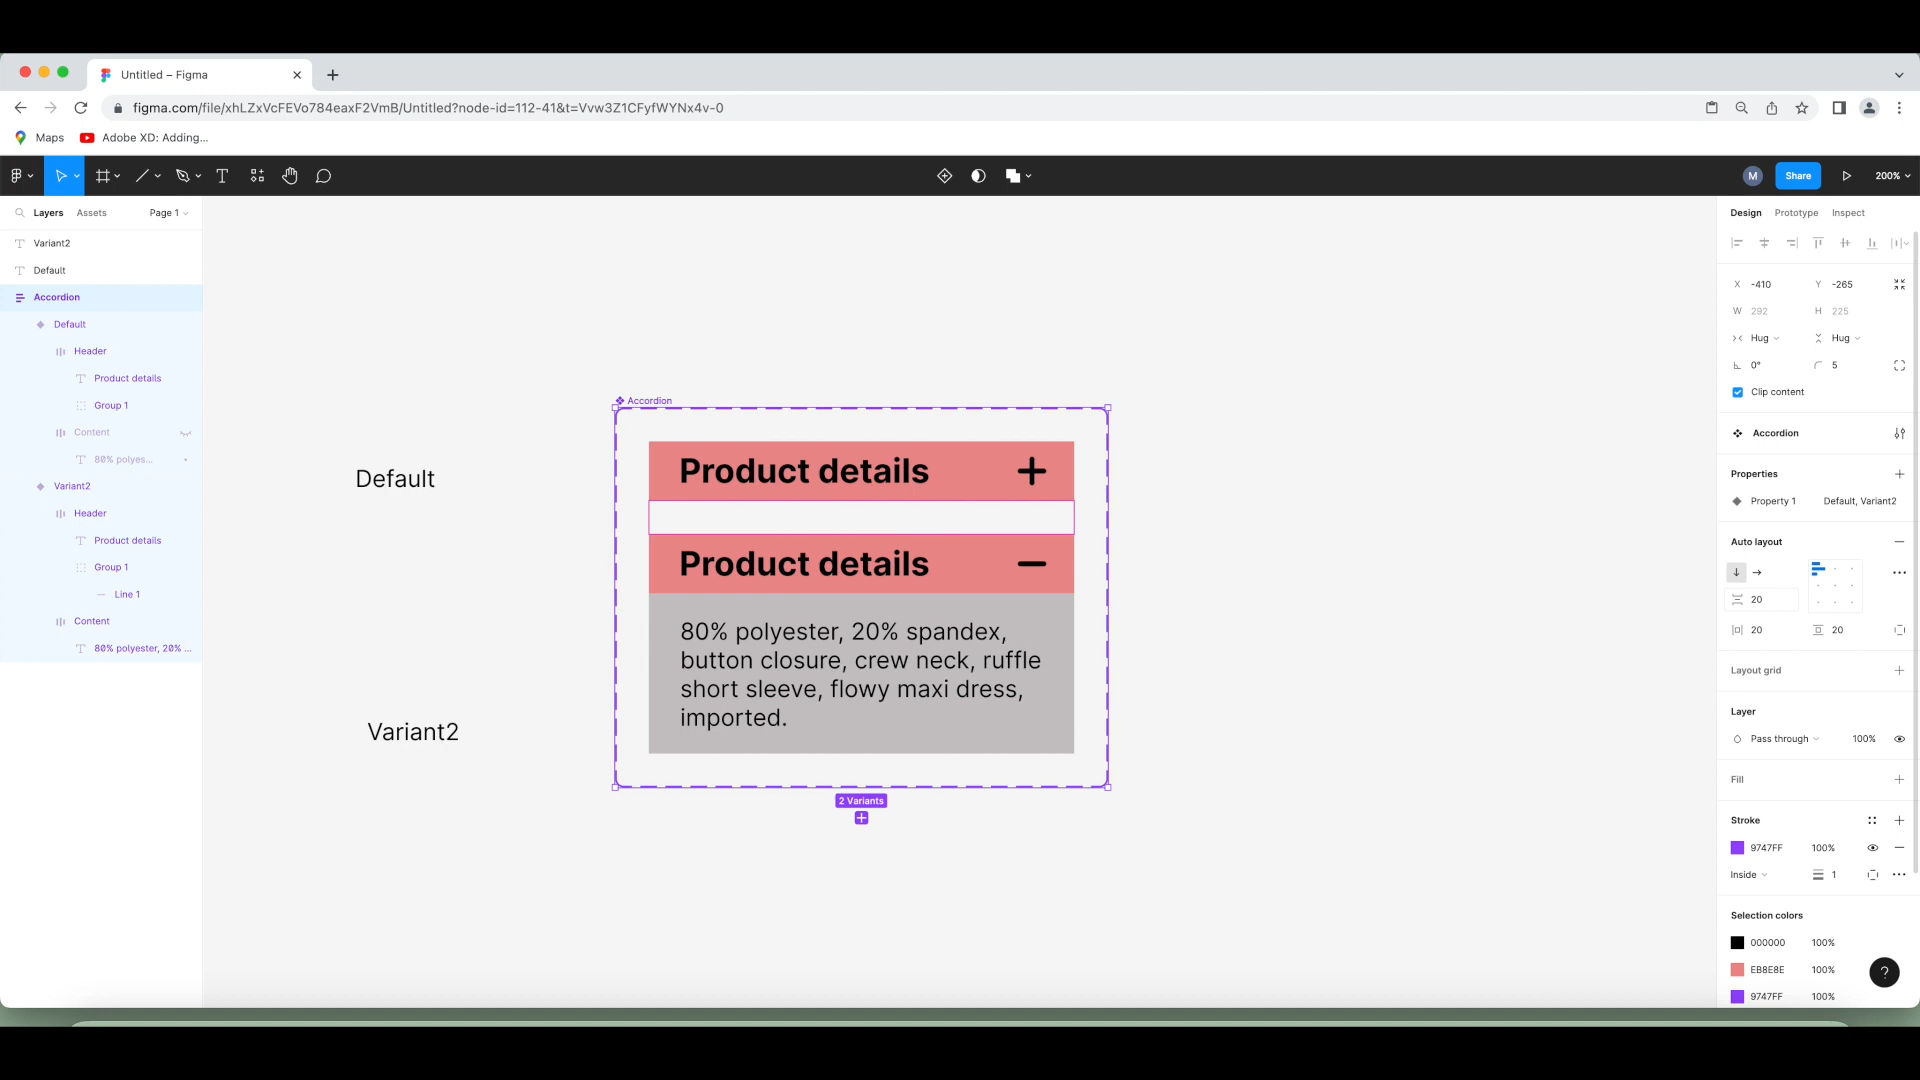 Untitled – Figma
figma.com/file/xhLZxVcFEVo784eaxF2VmB/Untitled?node-id=112-41&t=Vvw3Z1CFyfWYNx4v-0
Maps
Adobe XD: Adding...
M
Share
200%
Layers
Assets
Page 1
Variant2
Default
Accordion
Default
Header
Product details
Group 1
Content
80% polyes...
Variant2
Header
Product details
Group 1
Line 1
Content
80% polyester, 20% ...
Default
Variant2
Accordion
Product details
Product details
80% polyester, 20% spandex,
button closure, crew neck, ruffle
short sleeve, flowy maxi dress,
imported.
2 Variants
Design
Prototype
Inspect
X -410
Y -265
W 292
H 225
Hug
Hug
0°
5
Clip content
Accordion
Properties
Property 1
Default, Variant2
Auto layout
20
20
20
Layout grid
Layer
Pass through
100%
Fill
Stroke
9747FF
100%
Inside
1
Selection colors
000000
100%
EB8E8E
100%
9747FF
100%
?